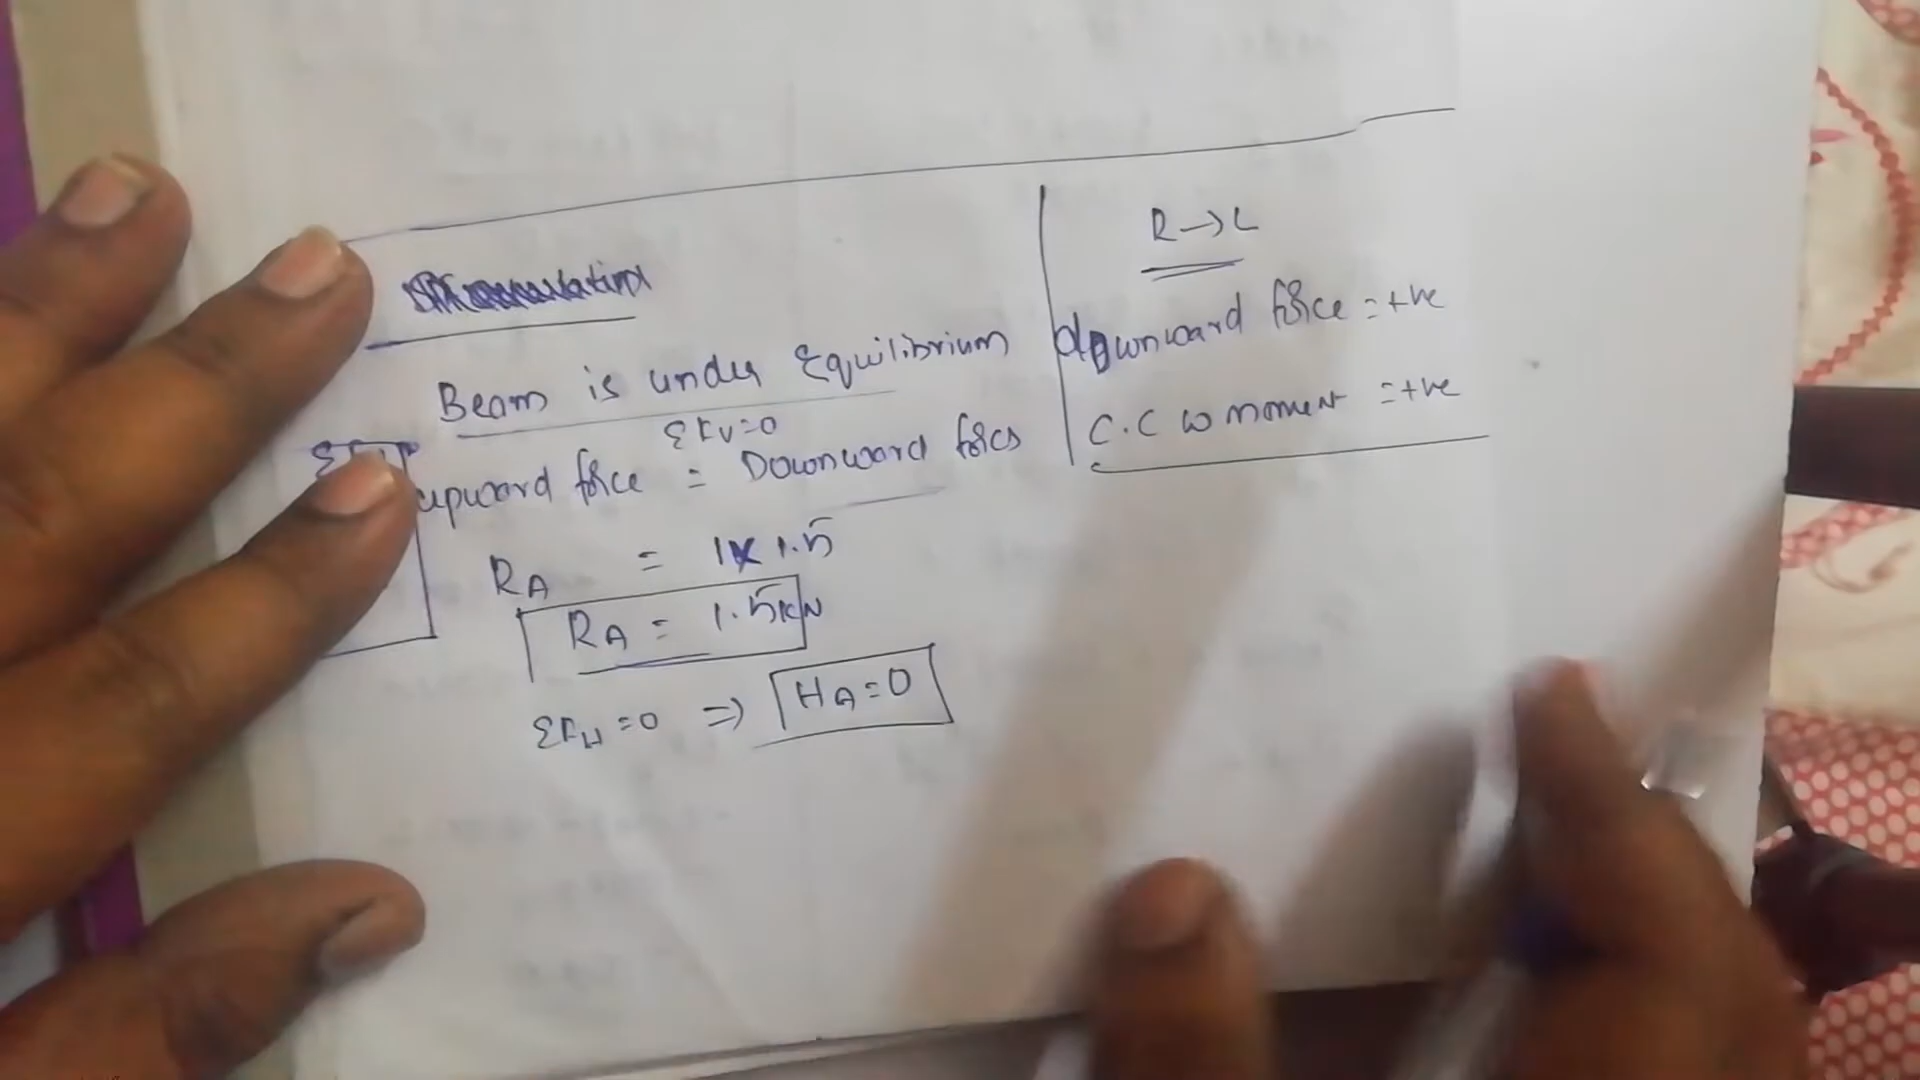 Beam is under Equilibrium
ΣFv=0
upward force = Downward forces
RA = 1x1.5
RA = 1.5kN
ΣFH=0 => HA=0
R->L
downward force =+ve
C.C w moment =+ve